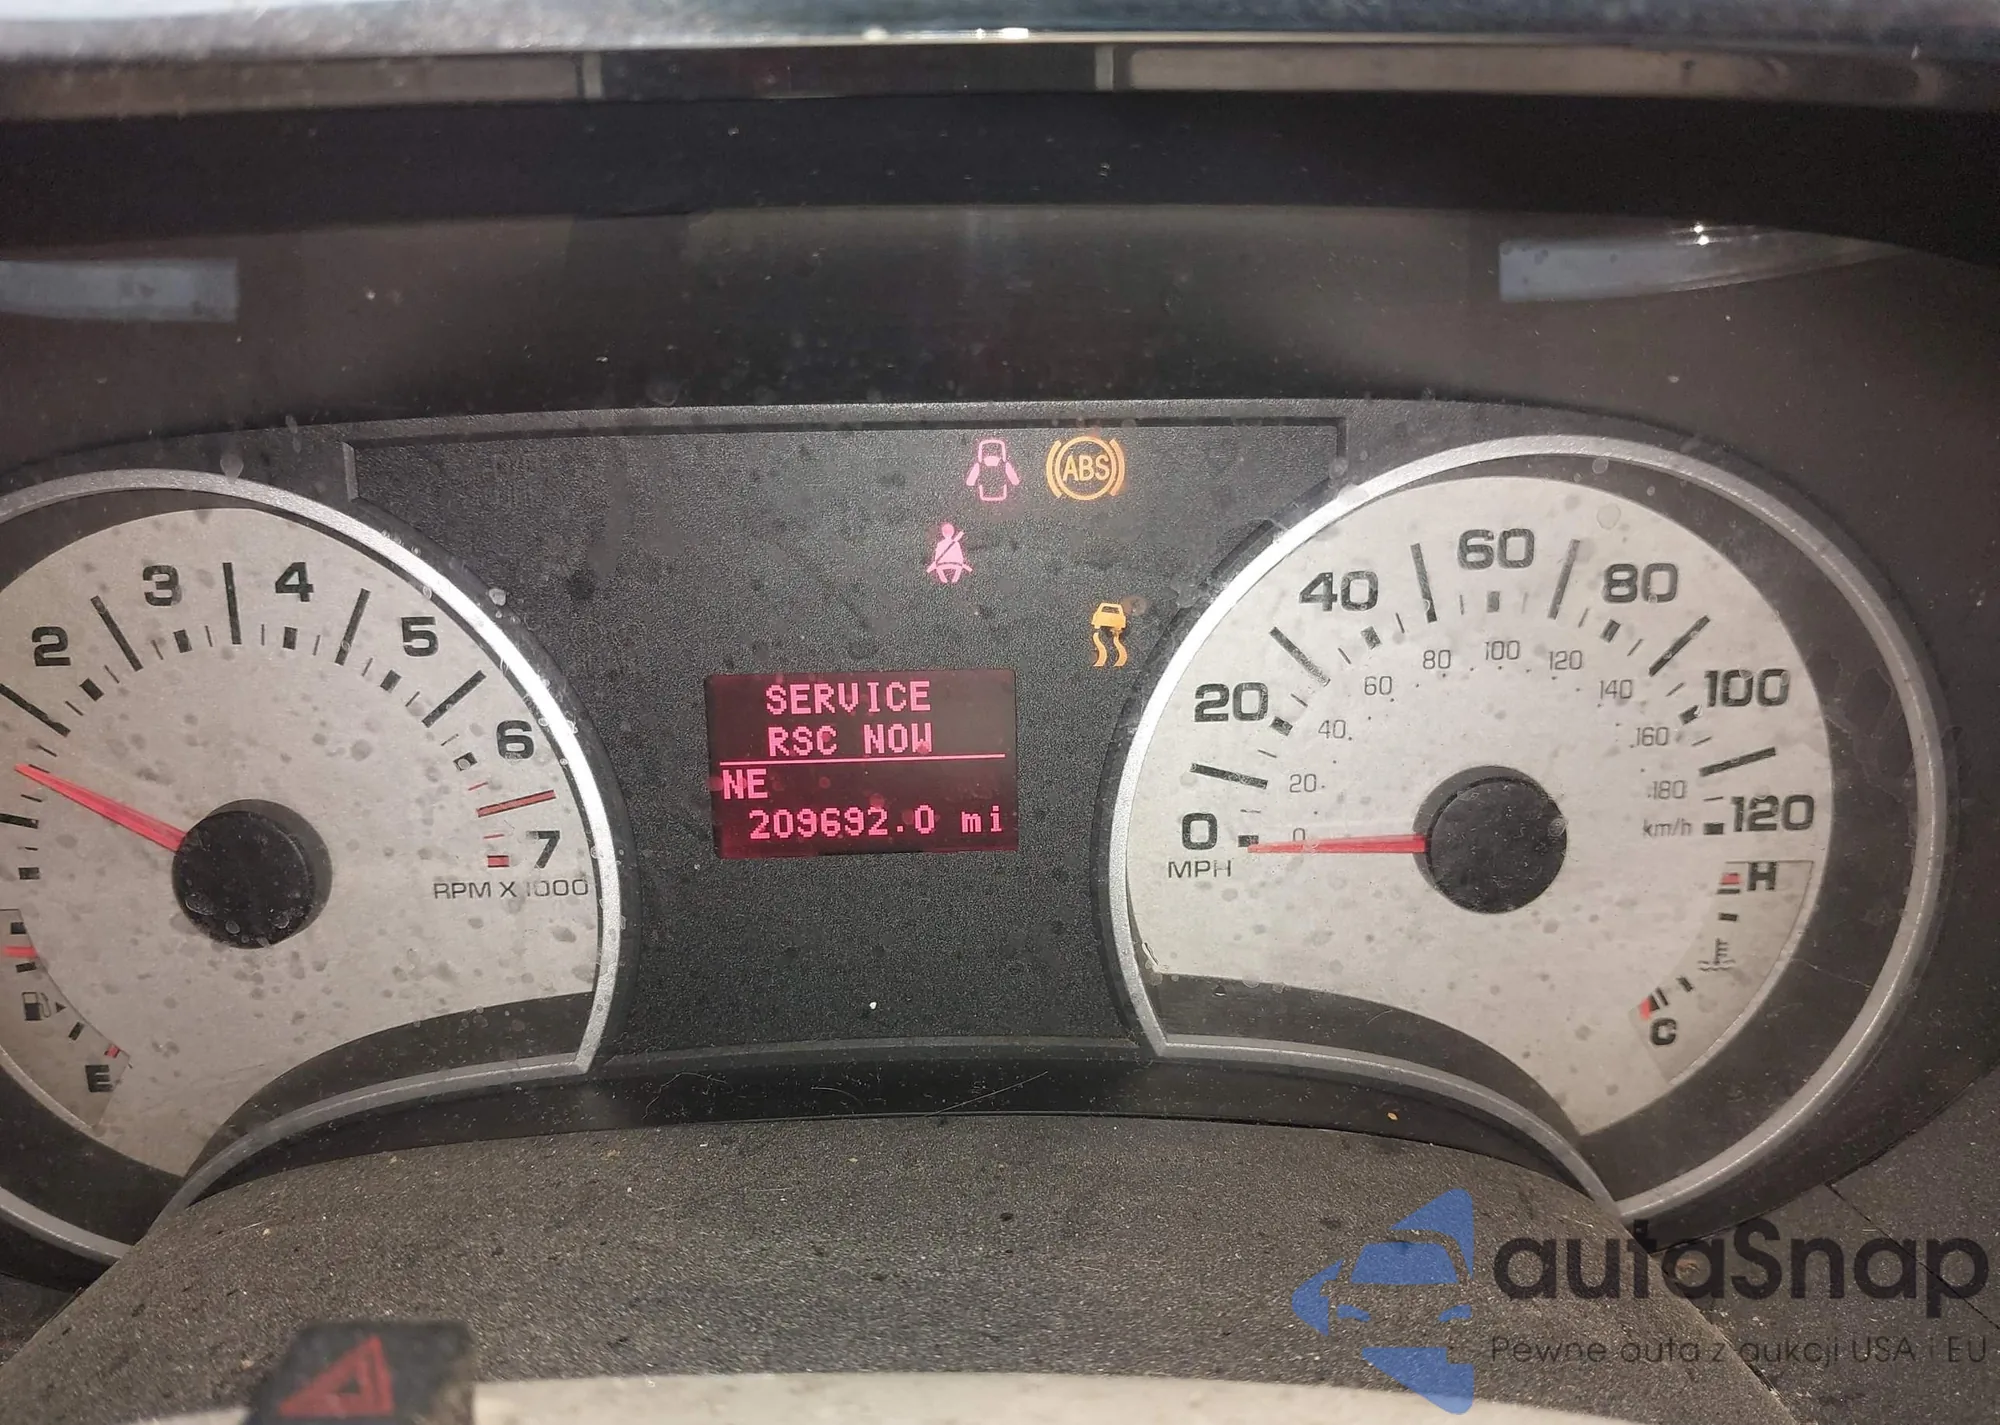 ABS
SERVICE
RSC NOW
NE
209692.0 mi
2
3
4
5
6
7
RPM X 1000
E
0
20
40
60
80
100
120
MPH
0
20
40
60
80
100
120
140
160
180
km/h
H
C
autaSnap
Pewne auta z aukcji USA i EU